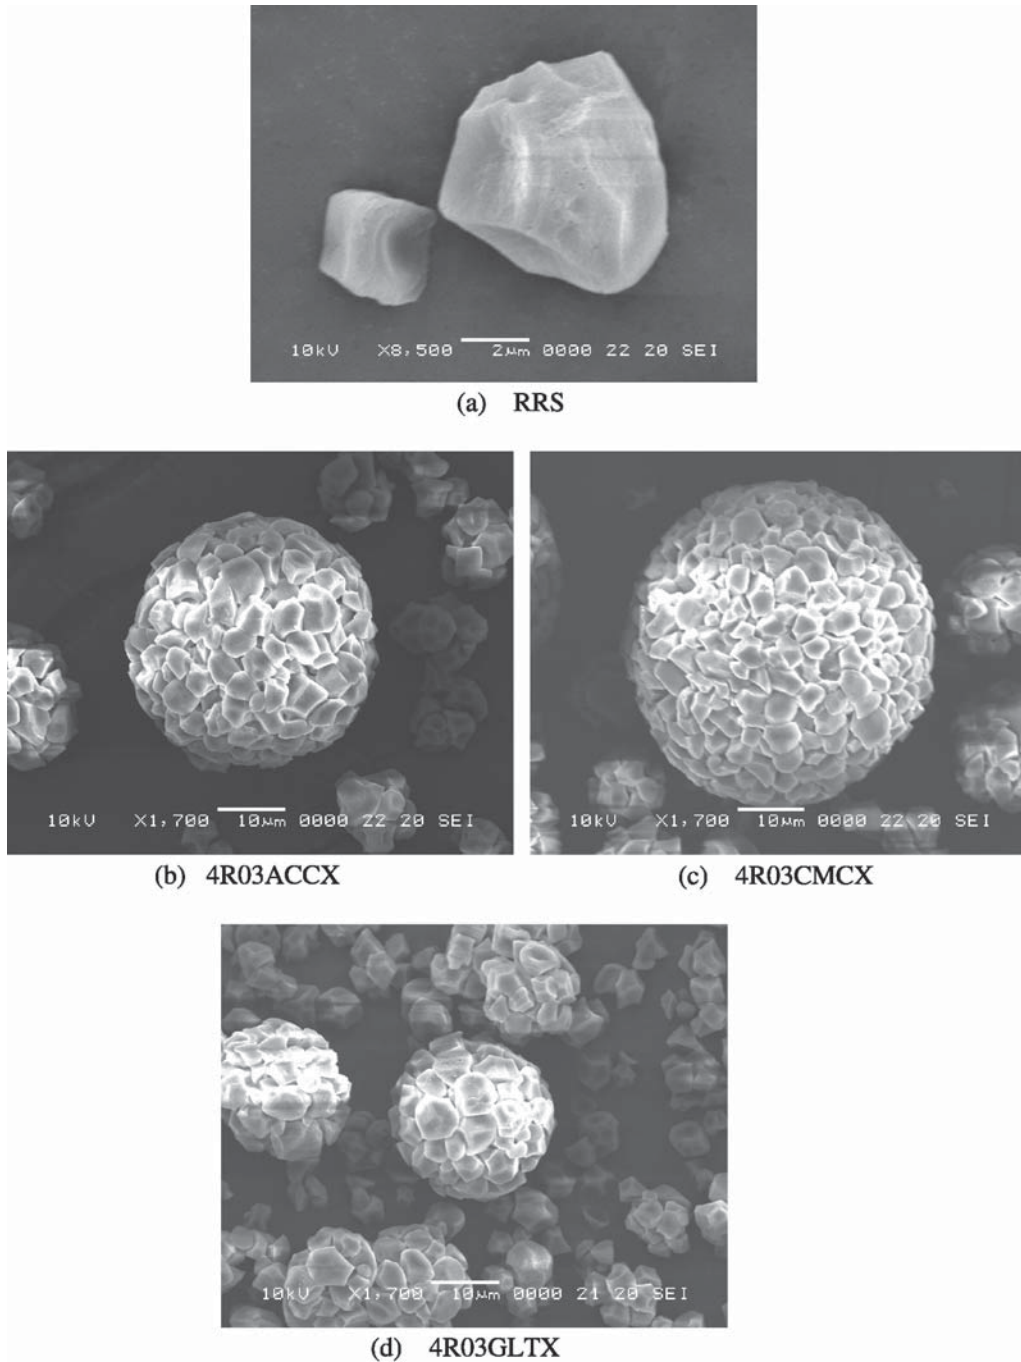 10kV X8,500 2μm 0000 22 20 SEI
(a) RRS
10kV X1,700 10μm 0000 22 20 SEI
10kV X1,700 10μm 0000 22 20 SEI
(b) 4R03ACCX
(c) 4R03CMCX
10kV X1,700 10μm 0000 21 20 SEI
(d) 4R03GLTX